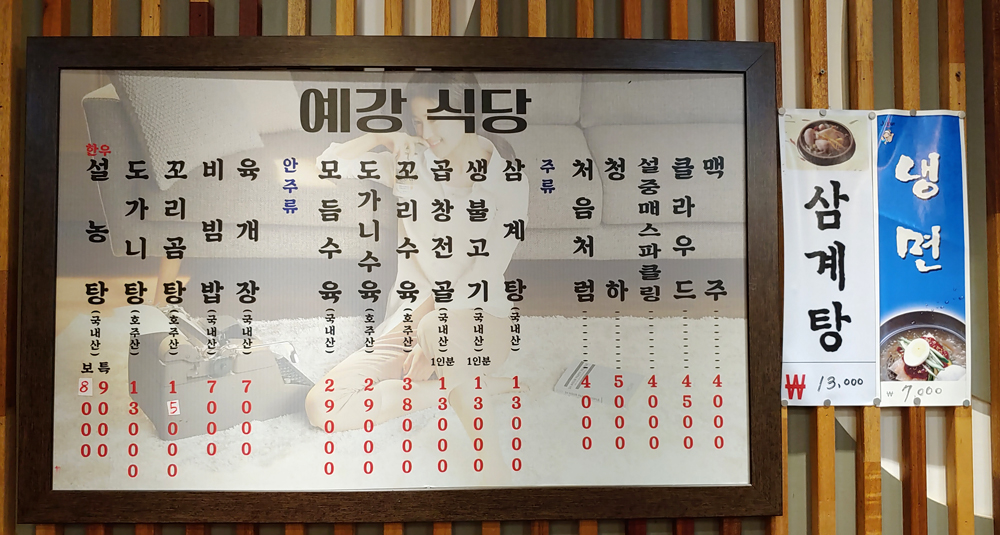 예강 식당
한우
설농탕 (국내산) 보 8000 특 9000
도가니탕 (호주산) 13000
꼬리곰탕 (호주산) 15000
비빔밥 (국내산) 7000
육개장 (국내산) 7000
안주류
모듬수육 (국내산) 29000
도가니수육 (호주산) 29000
꼬리수육 (호주산) 38000
곱창전골 (국내산) 1인분 13000
생불고기 (국내산) 1인분 13000
삼계탕 (국내산) 13000
주류
처음처럼 4000
청하 5000
설중매스파클링 4000
클라우드 4500
맥주 4000
삼계탕
₩ 13,000
냉면
₩ 7,000